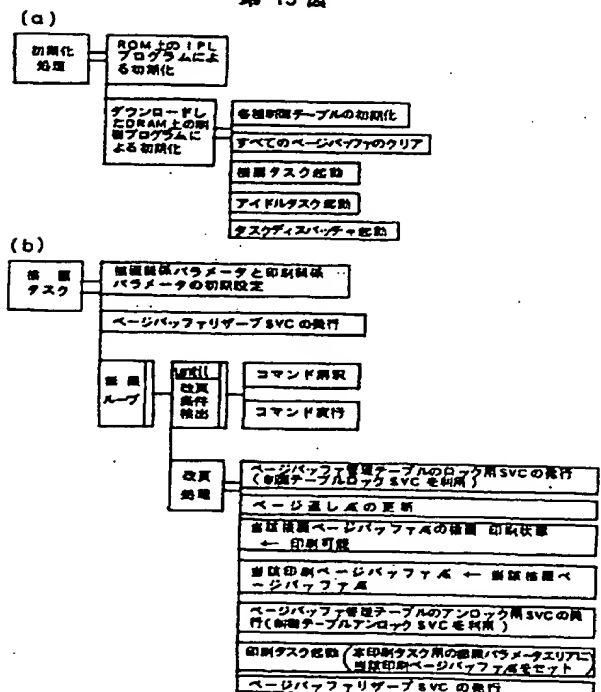 第 15 図
(a)
初期化
処理
ROM上のIPL
プログラムによ
る初期化
ダウンロードし
たDRAM上の制
御プログラムに
よる初期化
各種制御テーブルの初期化
すべてのページバッファのクリア
描画タスク起動
アイドルタスク起動
タスクディスパッチャ起動
(b)
描画
タスク
描画関係パラメータと印刷関係
パラメータの初期設定
ページバッファリザーブSVCの発行
描画
ループ
until
改頁
条件
検出
コマンド解釈
コマンド実行
改頁
処理
ページバッファ管理テーブルのロック用SVCの発行
(制御テーブルロックSVCを利用)
ページ通し
の更新
当該描画ページバッファ
の描画 印刷状態
← 印刷可能
当該印刷ページバッファ
← 当該描画ペ
ージバッファ
ページバッファ管理テーブルのアンロック用SVCの発
行(制御テーブルアンロックSVCを利用)
印刷タスク起動
(本印刷タスク用の
パラメータエリアに
当該印刷ページバッファ
をセット)
ページバッファリザーブSVCの発行